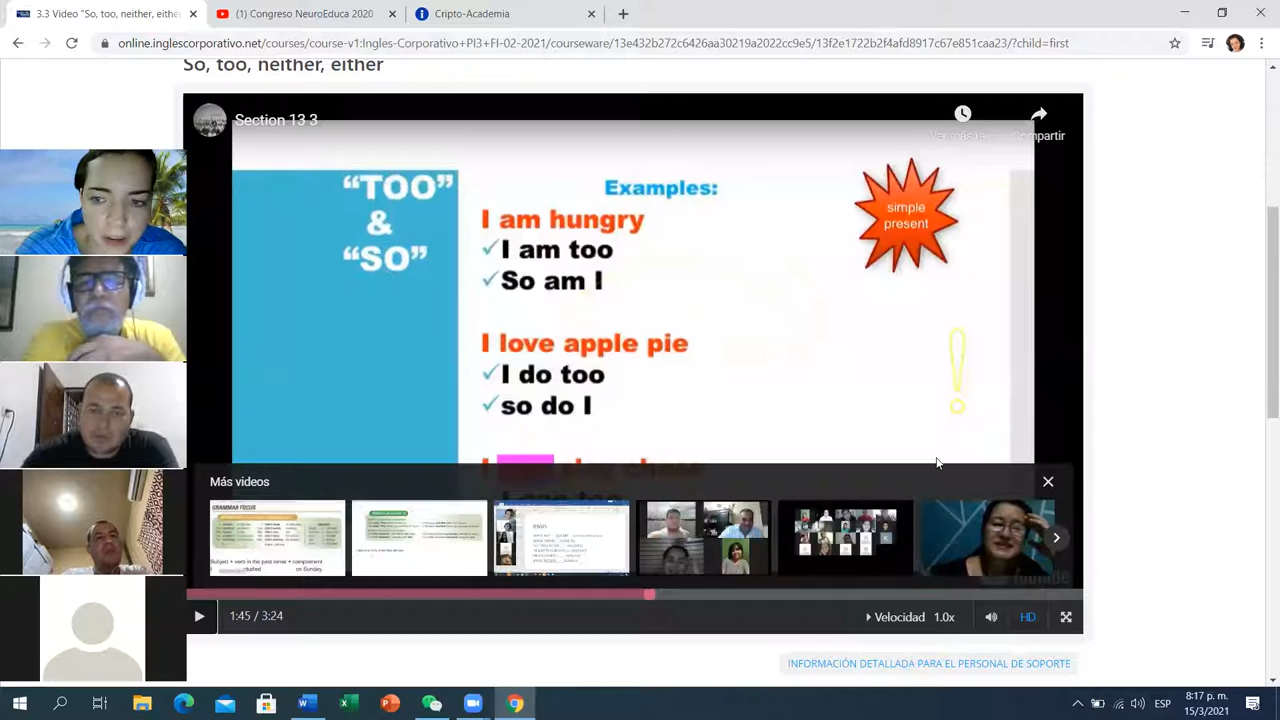 3.3 Video "So, too, neither, eithe
(1) Congreso NeuroEduca 2020
Cripto-Academia
online.inglescorporativo.net/courses/course-v1:Ingles-Corporativo+PI3+FI-02-2021/courseware/13e432b272c6426aa30219a2022cc9e5/13f2e1722b2f4afd8917c67e851caa23/?child=first
So, too, neither, either
Section 13 3
Ver más ta
Compartir
"TOO"
&
"SO"
Examples:
I am hungry
✓I am too
✓So am I
I love apple pie
✓I do too
✓so do I
simple
present
!
Más videos
GRAMMAR FOCUS
1:45 / 3:24
Velocidad 1.0x
HD
INFORMACIÓN DETALLADA PARA EL PERSONAL DE SOPORTE
ESP
8:17 p. m.
15/3/2021